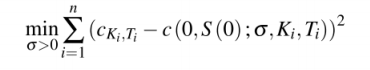 min_{σ>0} ∑_{i=1}^{n} (c_{K_i,T_i} − c(0, S(0); σ, K_i, T_i))^2